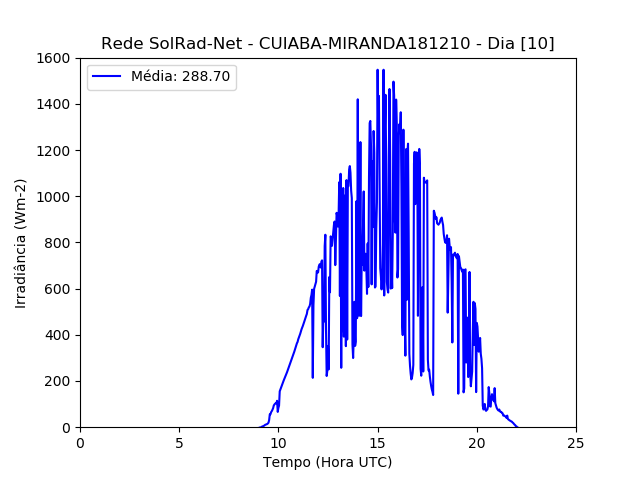 Rede SolRad-Net - CUIABA-MIRANDA181210 - Dia [10]
Média: 288.70
Irradiância (Wm-2)
1600
1400
1200
1000
800
600
400
200
0
0 5 10 15 20 25
Tempo (Hora UTC)